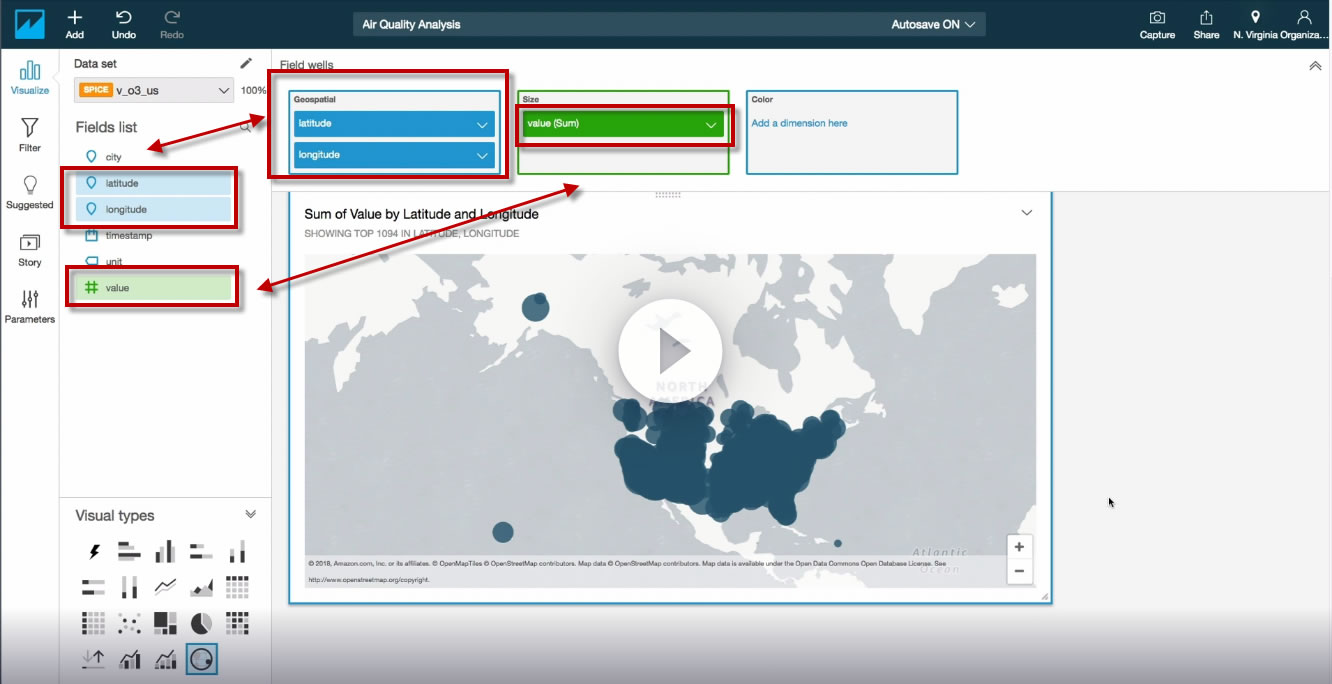 Add
Undo
Redo
Air Quality Analysis
Autosave ON
Capture
Share
N. Virginia
Organiza...
Visualize
Filter
Suggested
Story
Parameters
Data set
SPICE v_o3_us
100%
Fields list
city
latitude
longitude
timestamp
unit
value
Visual types
Field wells
Geospatial
latitude
longitude
Size
value (Sum)
Color
Add a dimension here
Sum of Value by Latitude and Longitude
SHOWING TOP 1094 IN LATITUDE, LONGITUDE
NORTH
AMERICA
Atlantic
Ocean
© 2018, Amazon.com, Inc. or its affiliates. © OpenMapTiles © OpenStreetMap contributors. Map data © OpenStreetMap contributors. Map data is available under the Open Data Commons Open Database License. See
http://www.openstreetmap.org/copyright.